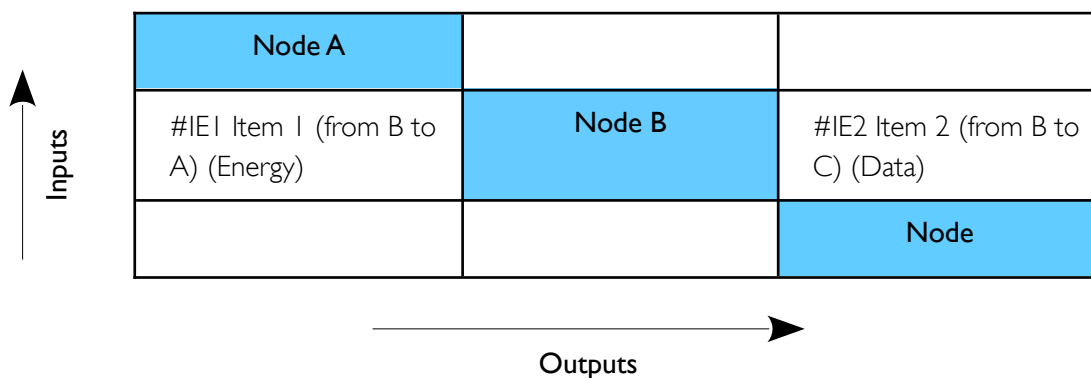 Node A
Inputs
#IE1 Item 1 (from B to
A) (Energy)
Node B
#IE2 Item 2 (from B to
C) (Data)
Node
Outputs